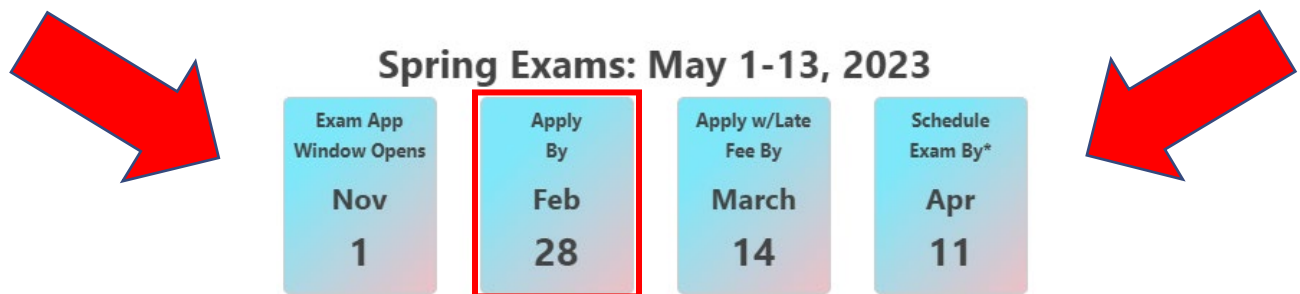 Spring Exams: May 1-13, 2023
Exam App
Window Opens
Nov
1
Apply
By
Feb
28
Apply w/Late
Fee By
March
14
Schedule
Exam By*
Apr
11